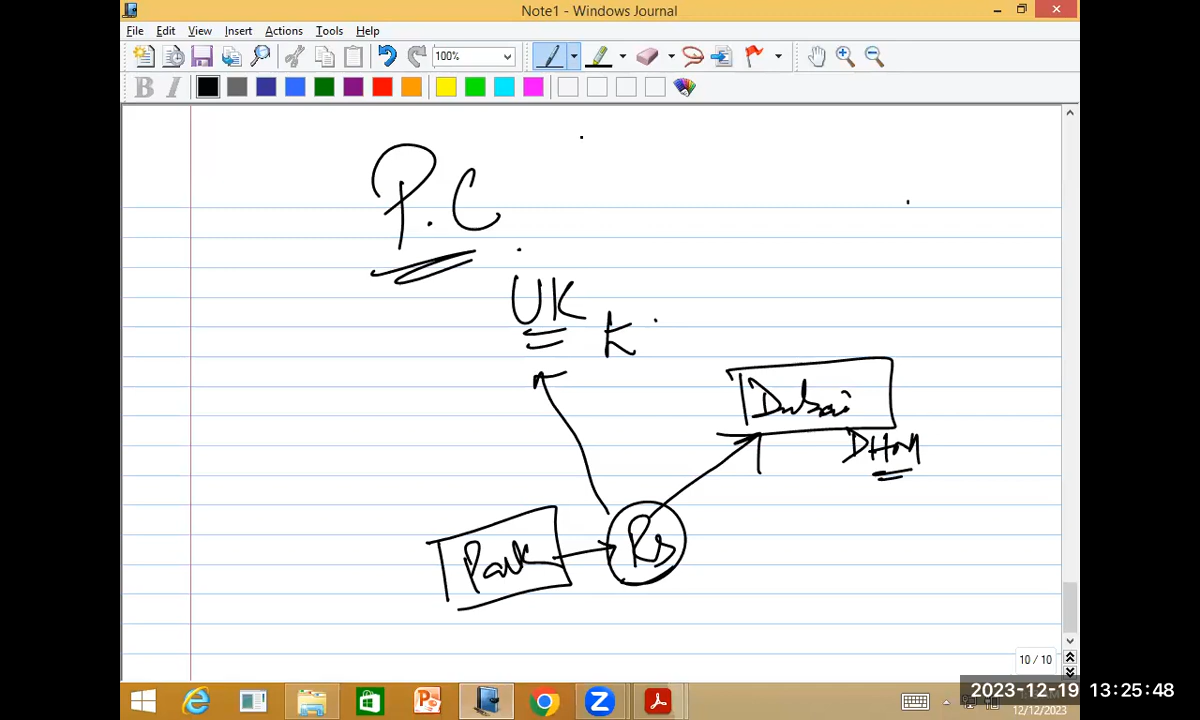 Note1 - Windows Journal
File Edit View Insert Actions Tools Help
100%
B I
P.C
UK
K
Dubai
DHM
Pak
Rs
10 / 10
2023-12-19 13:25:48
12/12/2023